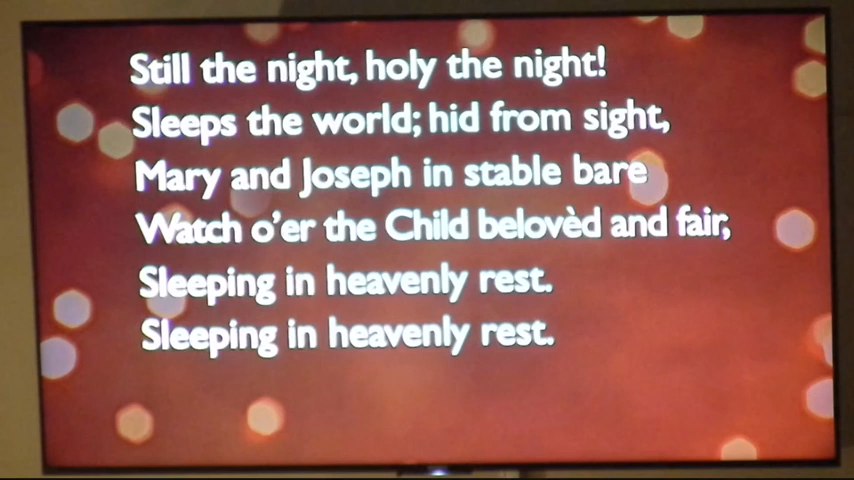 Still the night, holy the night!
Sleeps the world; hid from sight,
Mary and Joseph in stable bare
Watch o’er the Child belovèd and fair,
Sleeping in heavenly rest.
Sleeping in heavenly rest.